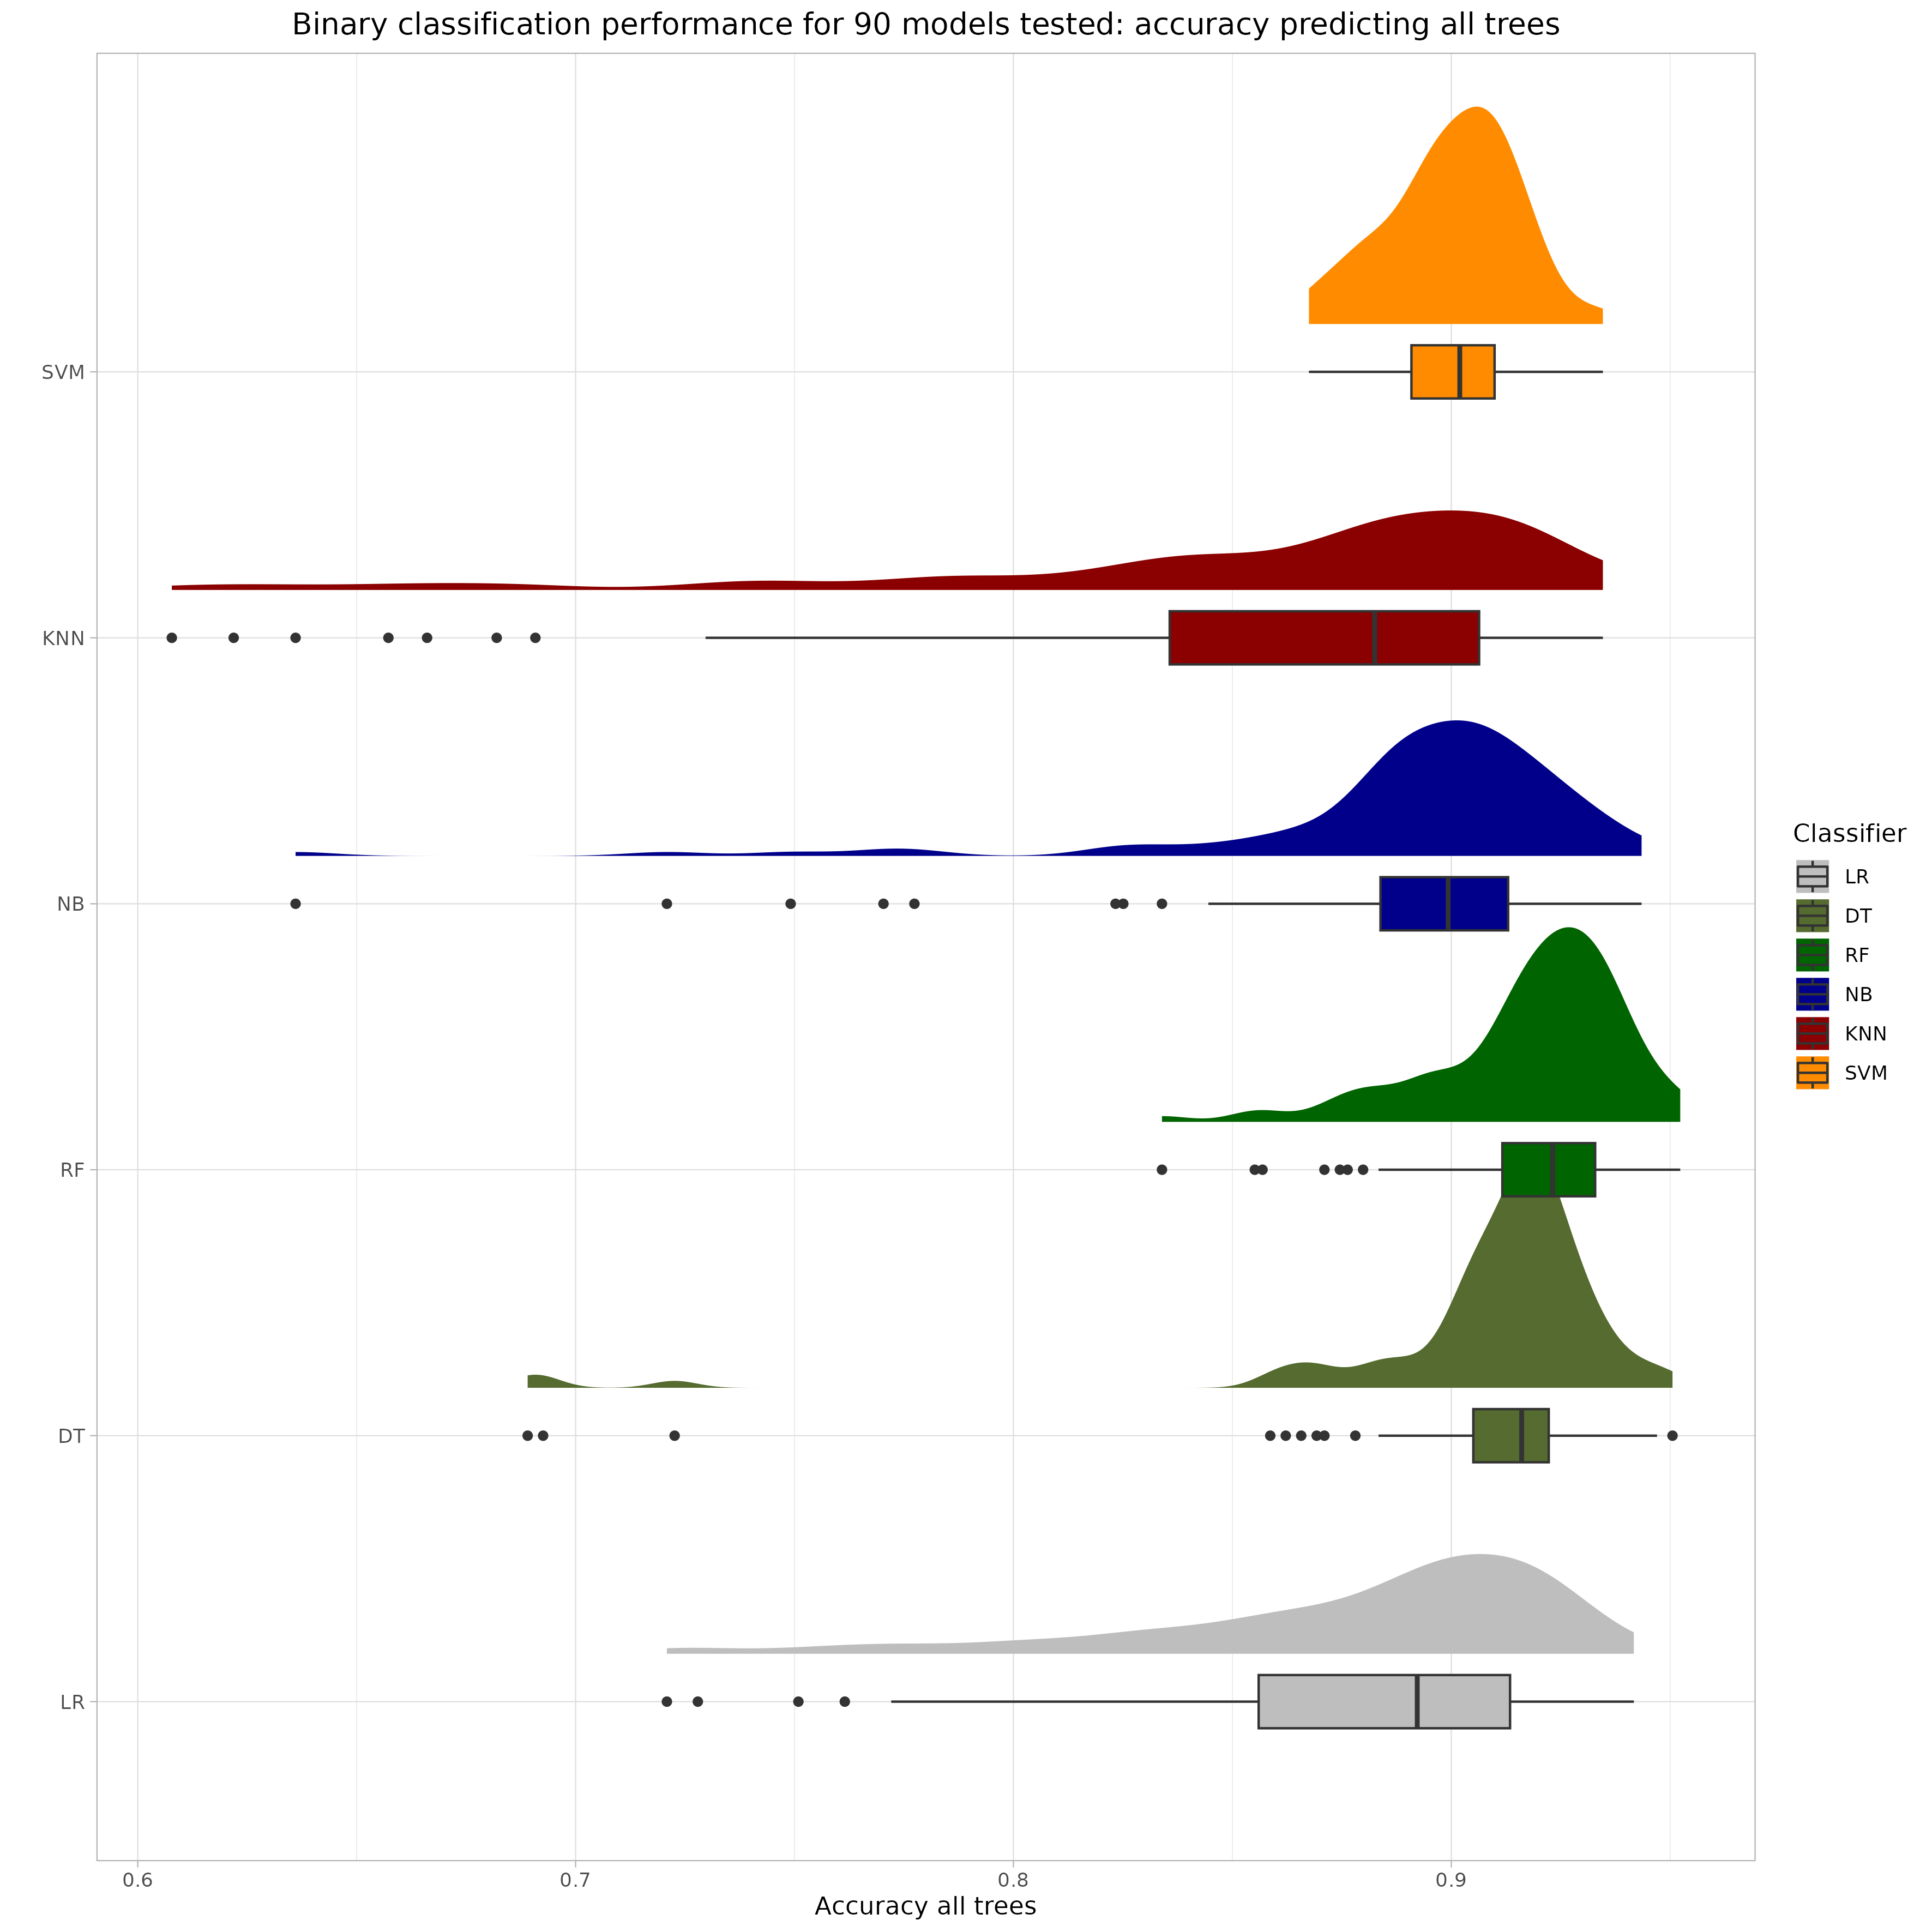 Binary classification performance for 90 models tested: accuracy predicting all trees
SVM
KNN
NB
RF
DT
LR
0.6
0.7
0.8
0.9
Accuracy all trees
Classifier
LR
DT
RF
NB
KNN
SVM